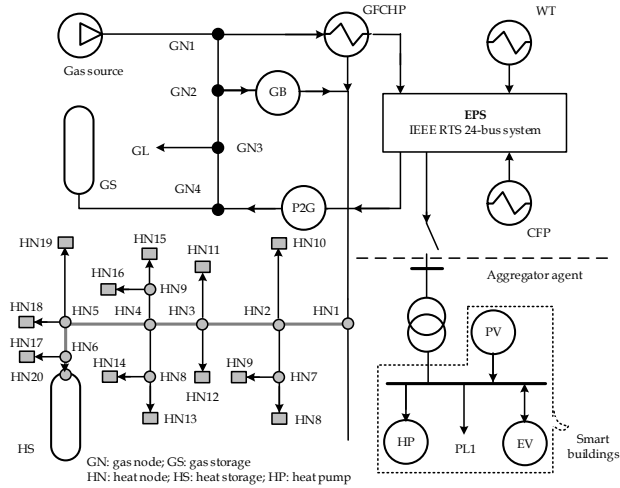 GFCHP
WT
Gas source
GN1
GN2
GB
EPS
IEEE RTS 24-bus system
GL
GN3
GS
GN4
P2G
CFP
HN19
HN15
HN11
HN10
HN16
HN9
Aggregator agent
HN18
HN5
HN4
HN3
HN2
HN1
HN17
HN6
HN14
HN8
HN9
HN7
PV
HN20
HN12
HN13
HN8
HS
HP
PL1
EV
Smart
buildings
GN: gas node; GS: gas storage
HN: heat node; HS: heat storage; HP: heat pump